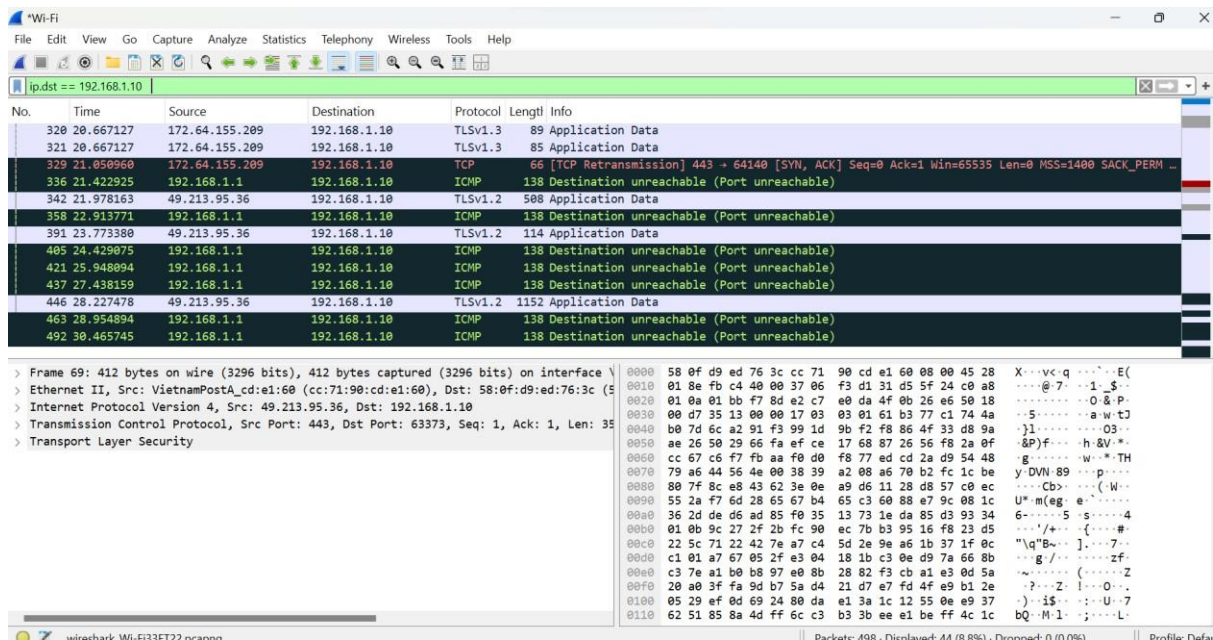 *Wi-Fi
File Edit View Go Capture Analyze Statistics Telephony Wireless Tools Help
ip.dst == 192.168.1.10
No. Time Source Destination Protocol Length Info
320 20.667127 172.64.155.209 192.168.1.10 TLSv1.3 89 Application Data
321 20.667127 172.64.155.209 192.168.1.10 TLSv1.3 85 Application Data
329 21.050960 172.64.155.209 192.168.1.10 TCP 66 [TCP Retransmission] 443 → 64140 [SYN, ACK] Seq=0 Ack=1 Win=65535 Len=0 MSS=1400 SACK_PERM …
336 21.422925 192.168.1.1 192.168.1.10 ICMP 138 Destination unreachable (Port unreachable)
342 21.978163 49.213.95.36 192.168.1.10 TLSv1.2 508 Application Data
358 22.913771 192.168.1.1 192.168.1.10 ICMP 138 Destination unreachable (Port unreachable)
391 23.773380 49.213.95.36 192.168.1.10 TLSv1.2 114 Application Data
405 24.429075 192.168.1.1 192.168.1.10 ICMP 138 Destination unreachable (Port unreachable)
421 25.948094 192.168.1.1 192.168.1.10 ICMP 138 Destination unreachable (Port unreachable)
437 27.438159 192.168.1.1 192.168.1.10 ICMP 138 Destination unreachable (Port unreachable)
446 28.227478 49.213.95.36 192.168.1.10 TLSv1.2 1152 Application Data
463 28.954894 192.168.1.1 192.168.1.10 ICMP 138 Destination unreachable (Port unreachable)
492 30.465745 192.168.1.1 192.168.1.10 ICMP 138 Destination unreachable (Port unreachable)
> Frame 69: 412 bytes on wire (3296 bits), 412 bytes captured (3296 bits) on interface \
> Ethernet II, Src: VietnamPostA_cd:e1:60 (cc:71:90:cd:e1:60), Dst: 58:0f:d9:ed:76:3c (5
> Internet Protocol Version 4, Src: 49.213.95.36, Dst: 192.168.1.10
> Transmission Control Protocol, Src Port: 443, Dst Port: 63373, Seq: 1, Ack: 1, Len: 35
> Transport Layer Security
0000 58 0f d9 ed 76 3c cc 71 90 cd e1 60 08 00 45 28 X···v<·q ···`··E(
0010 01 8e fb c4 40 00 37 06 f3 d1 31 d5 5f 24 c0 a8 ····@·7· ··1·_$··
0020 01 0a 01 bb f7 8d e2 c7 e0 da 4f 0b 26 e6 50 18 ········ ··O·&·P·
0030 00 d7 35 13 00 00 17 03 03 01 61 b3 77 c1 74 4a ··5····· ··a·w·tJ
0040 b0 7d 6c a2 91 f3 99 1d 9b f2 f8 86 4f 33 d8 9a ·}l····· ····O3··
0050 ae 26 50 29 66 fa ef ce 17 68 87 26 56 f8 2a 0f ·&P)f··· ·h·&V·*·
0060 cc 67 c6 f7 fb aa f0 d0 f8 77 ed cd 2a d9 54 48 ·g······ ·w··*·TH
0070 79 a6 44 56 4e 00 38 39 a2 08 a6 70 b2 fc 1c be y·DVN·89 ···p····
0080 80 7f 8c e8 43 62 3e 0e a9 d6 11 28 d8 57 c0 ec ····Cb>· ···(·W··
0090 55 2a f7 6d 28 65 67 b4 65 c3 60 88 e7 9c 08 1c U*·m(eg· e·`·····
00a0 36 2d de d6 ad 85 f0 35 13 73 1e da 85 d3 93 34 6-·····5 ·s·····4
00b0 01 0b 9c 27 2f 2b fc 90 ec 7b b3 95 16 f8 23 d5 ···'/+·· ·{····#·
00c0 22 5c 71 22 42 7e a7 c4 5d 2e 9e a6 1b 37 1f 0c "\q"B~·· ].···7··
00d0 c1 01 a7 67 05 2f e3 04 18 1b c3 0e d9 7a 66 8b ···g·/·· ·····zf·
00e0 c3 7e a1 b0 b8 97 e0 8b 28 82 f3 cb a1 e3 0d 5a ·~······ (······Z
00f0 20 a0 3f fa 9d b7 5a d4 21 d7 e7 fd 4f e9 b1 2e ·?···Z· !···O··.
0100 05 29 ef 0d 69 24 80 da e1 3a 1c 12 55 0e e9 37 ·)··i$·· ·:··U··7
0110 62 51 85 8a 4d ff 6c c3 b3 3b ee e1 be ff 4c 1c bQ··M·l· ·;····L·
wireshark_Wi-Fi33ET22.pcapng Packets: 498 · Displayed: 44 (8.8%) · Dropped: 0 (0.0%) Profile: Defa